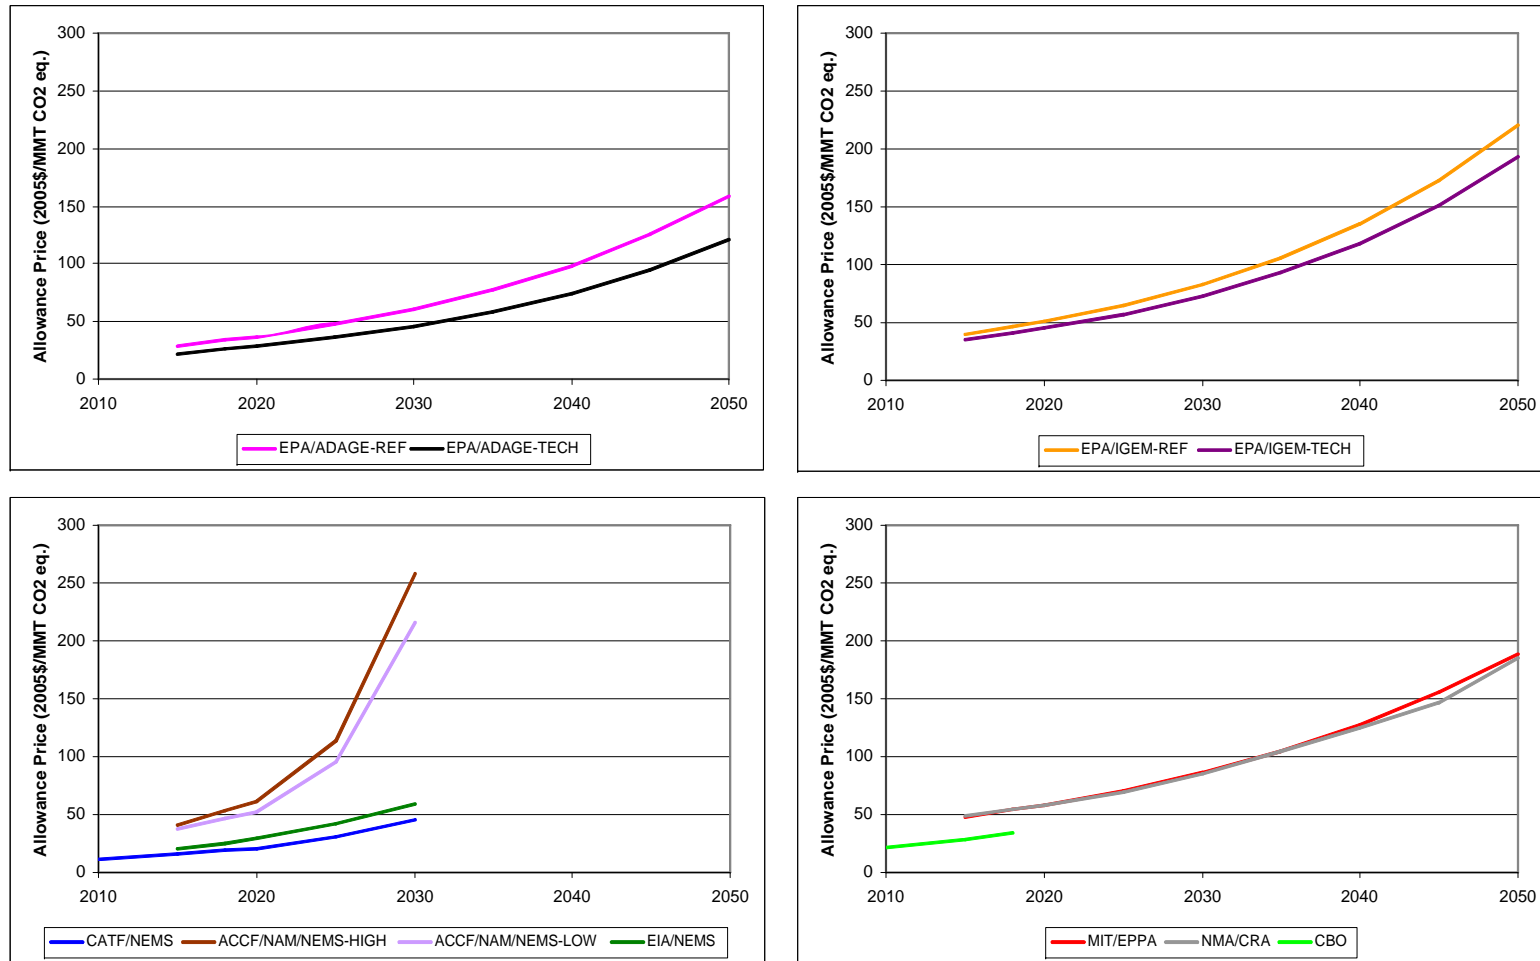 Allowance Price (2005$/MMT CO2 eq.)
300
250
200
150
100
50
0
2010 2020 2030 2040 2050
EPA/ADAGE-REF EPA/ADAGE-TECH
Allowance Price (2005$/MMT CO2 eq.)
300
250
200
150
100
50
0
2010 2020 2030 2040 2050
EPA/IGEM-REF EPA/IGEM-TECH
Allowance Price (2005$/MMT CO2 eq.)
300
250
200
150
100
50
0
2010 2020 2030 2040 2050
CATF/NEMS ACCF/NAM/NEMS-HIGH ACCF/NAM/NEMS-LOW EIA/NEMS
Allowance Price (2005$/MMT CO2 eq.)
300
250
200
150
100
50
0
2010 2020 2030 2040 2050
MIT/EPPA NMA/CRA CBO